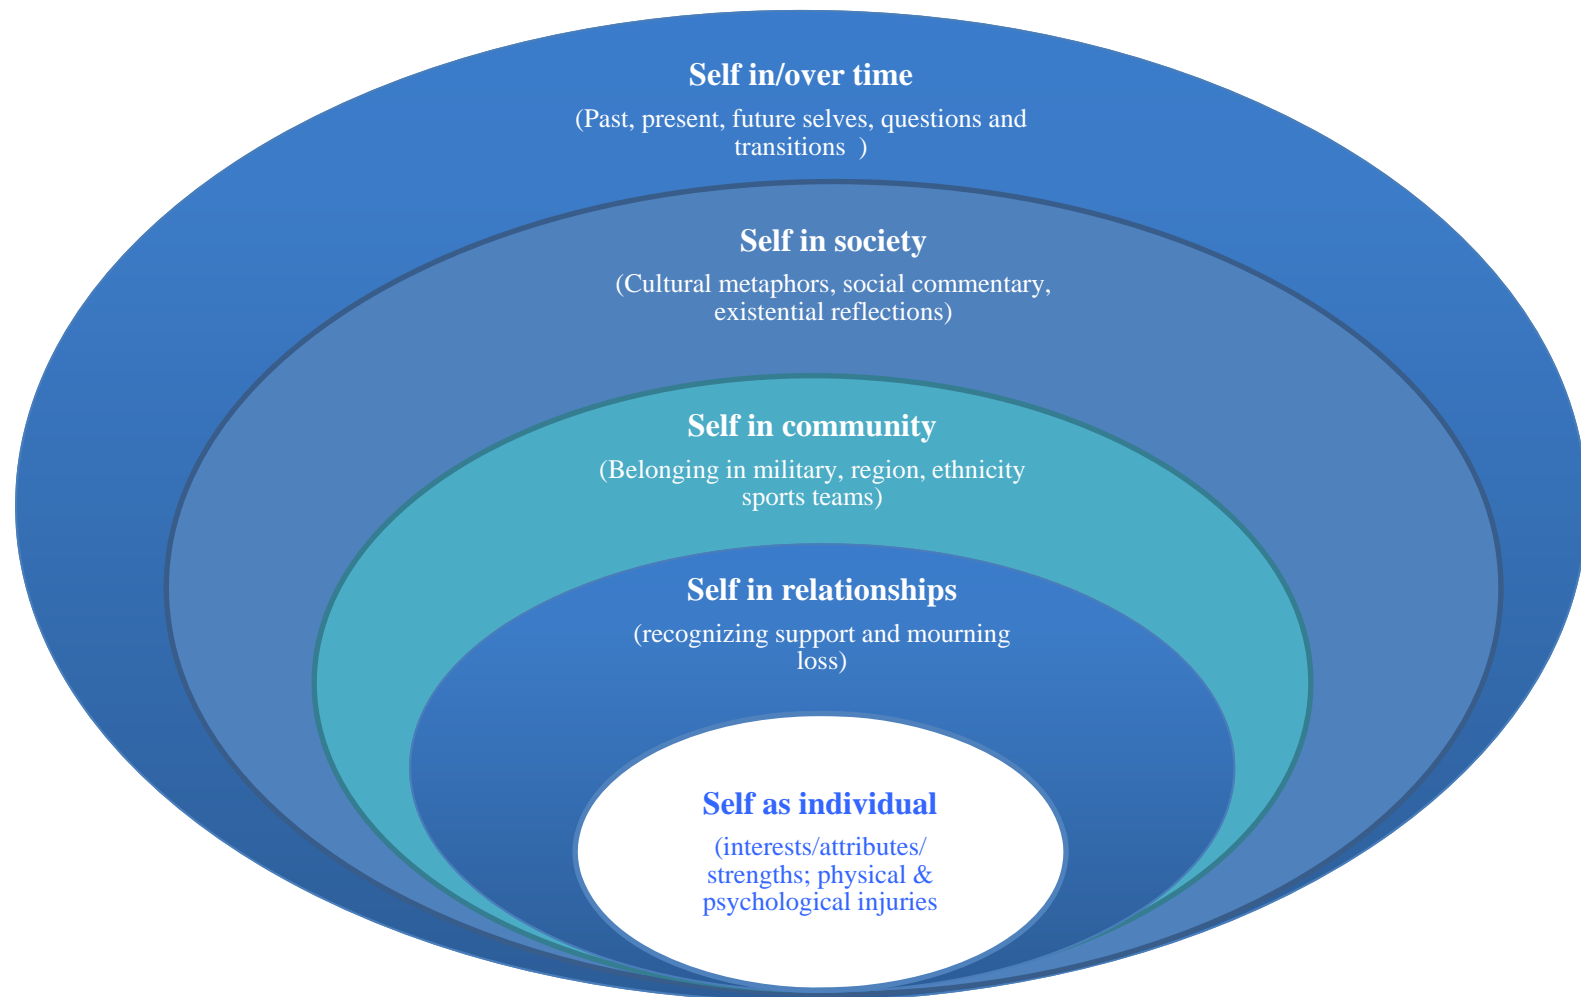 Self in/over time
(Past, present, future selves, questions and
transitions  )
Self in society
(Cultural metaphors, social commentary,
existential reflections)
Self in community
(Belonging in military, region, ethnicity
sports teams)
Self in relationships
(recognizing support and mourning
loss)
Self as individual
(interests/attributes/
strengths; physical &
psychological injuries